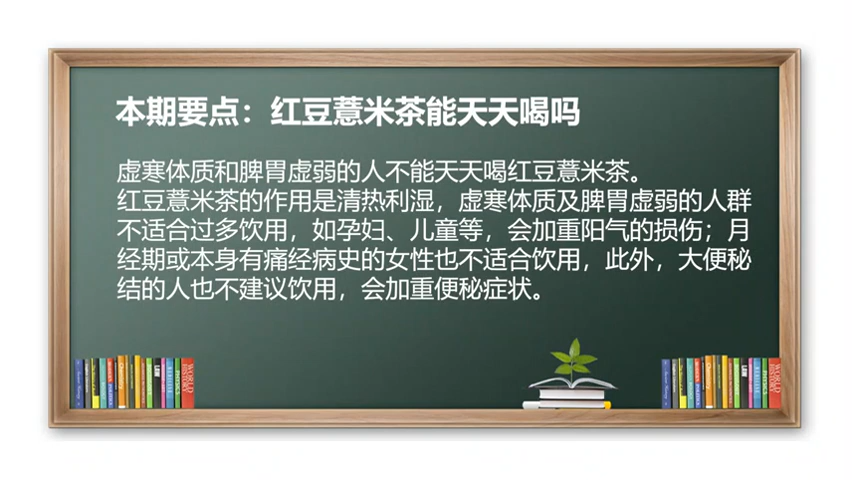 本期要点：红豆薏米茶能天天喝吗
虚寒体质和脾胃虚弱的人不能天天喝红豆薏米茶。
红豆薏米茶的作用是清热利湿，虚寒体质及脾胃虚弱的人群
不适合过多饮用，如孕妇、儿童等，会加重阳气的损伤；月
经期或本身有痛经病史的女性也不适合饮用，此外，大便秘
结的人也不建议饮用，会加重便秘症状。
WORLD HISTORY
WORLD HISTORY